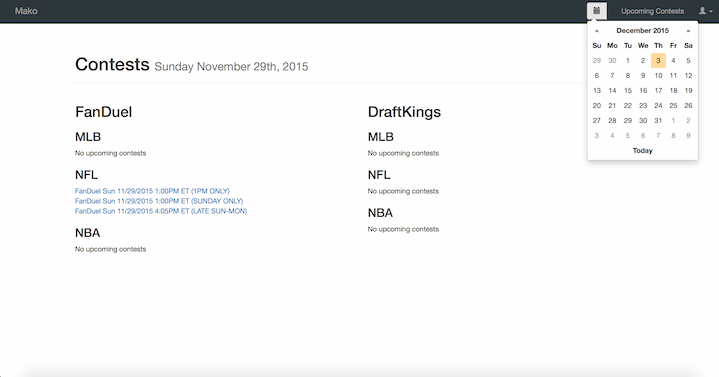 Mako
Upcoming Contests
« December 2015 »
Su Mo Tu We Th Fr Sa
29 30 1 2 3 4 5
6 7 8 9 10 11 12
13 14 15 16 17 18 19
20 21 22 23 24 25 26
27 28 29 30 31 1 2
3 4 5 6 7 8 9
Today
Contests Sunday November 29th, 2015
FanDuel
MLB
No upcoming contests
NFL
FanDuel Sun 11/29/2015 1:00PM ET (1PM ONLY)
FanDuel Sun 11/29/2015 1:00PM ET (SUNDAY ONLY)
FanDuel Sun 11/29/2015 4:05PM ET (LATE SUN-MON)
NBA
No upcoming contests
DraftKings
MLB
No upcoming contests
NFL
No upcoming contests
NBA
No upcoming contests